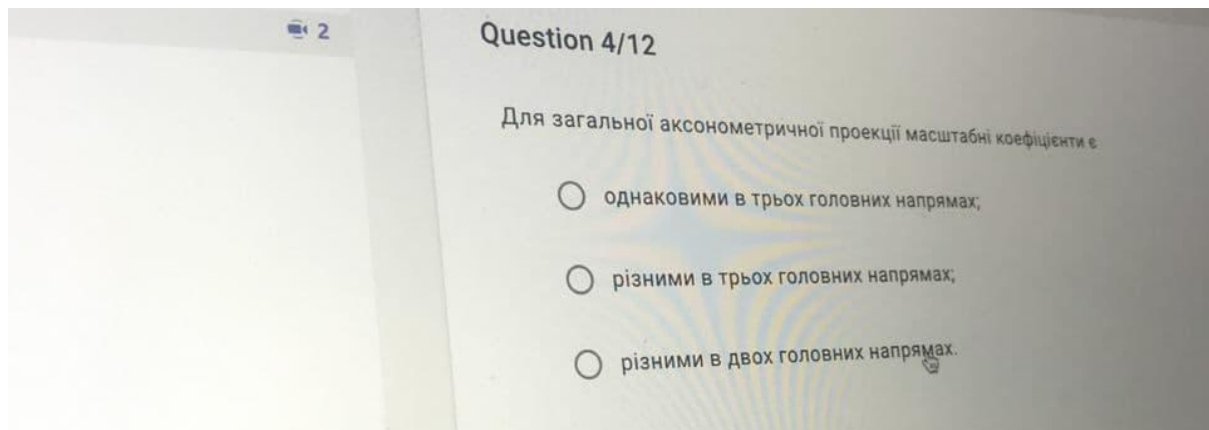 2
Question 4/12
Для загальної аксонометричної проекції масштабні коефіцієнти є
однаковими в трьох головних напрямах;
різними в трьох головних напрямах;
різними в двох головних напрямах.